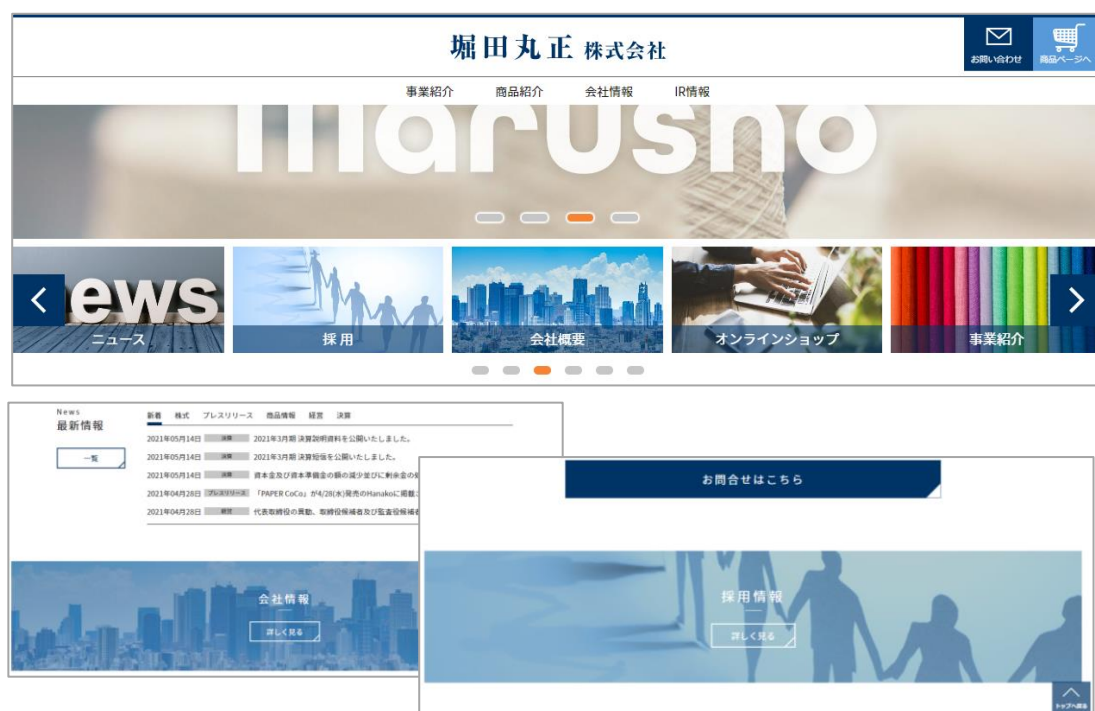 堀田丸正 株式会社
お問い合わせ
商品ページへ
事業紹介 商品紹介 会社情報 IR情報
marusho
ews
ニュース
採用
会社概要
オンラインショップ
事業紹介
News
最新情報
一覧
新着 株式 プレスリリース 商品情報 経営 決算
2021年05月14日 決算 2021年3月期 決算説明資料を公開いたしました。
2021年05月14日 決算 2021年3月期 決算短信を公開いたしました。
2021年05月14日 決算 資本金及び資本準備金の額の減少並びに剰余金の
2021年04月28日 プレスリリース 「PAPER CoCo」が4/28(水)発売のHanakoに掲載
2021年04月28日 経営 代表取締役の異動、取締役候補者及び監査役候補者
会社情報
詳しく見る
お問合せはこちら
採用情報
詳しく見る
トップへ戻る